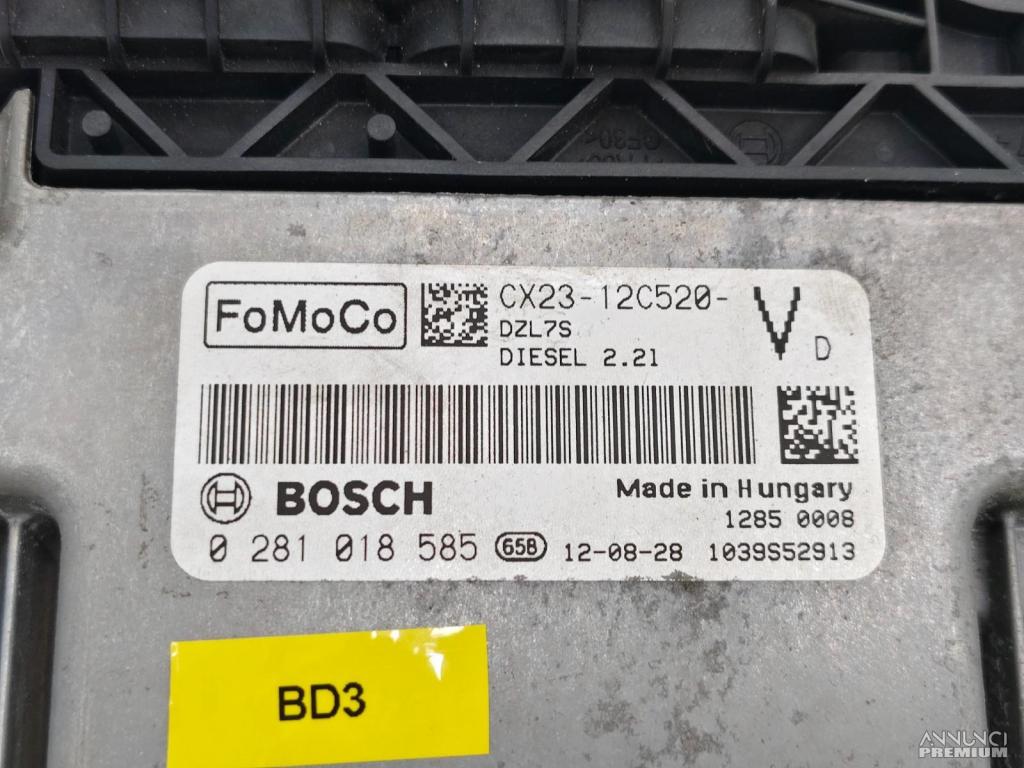 FoMoCo
CX23-12C520-
V D
DZL7S
DIESEL 2.2l
BOSCH
Made in Hungary
1285 0008
0 281 018 585 65B 12-08-28 1039S52913
BD3
ANNUNCI
PREMIUM